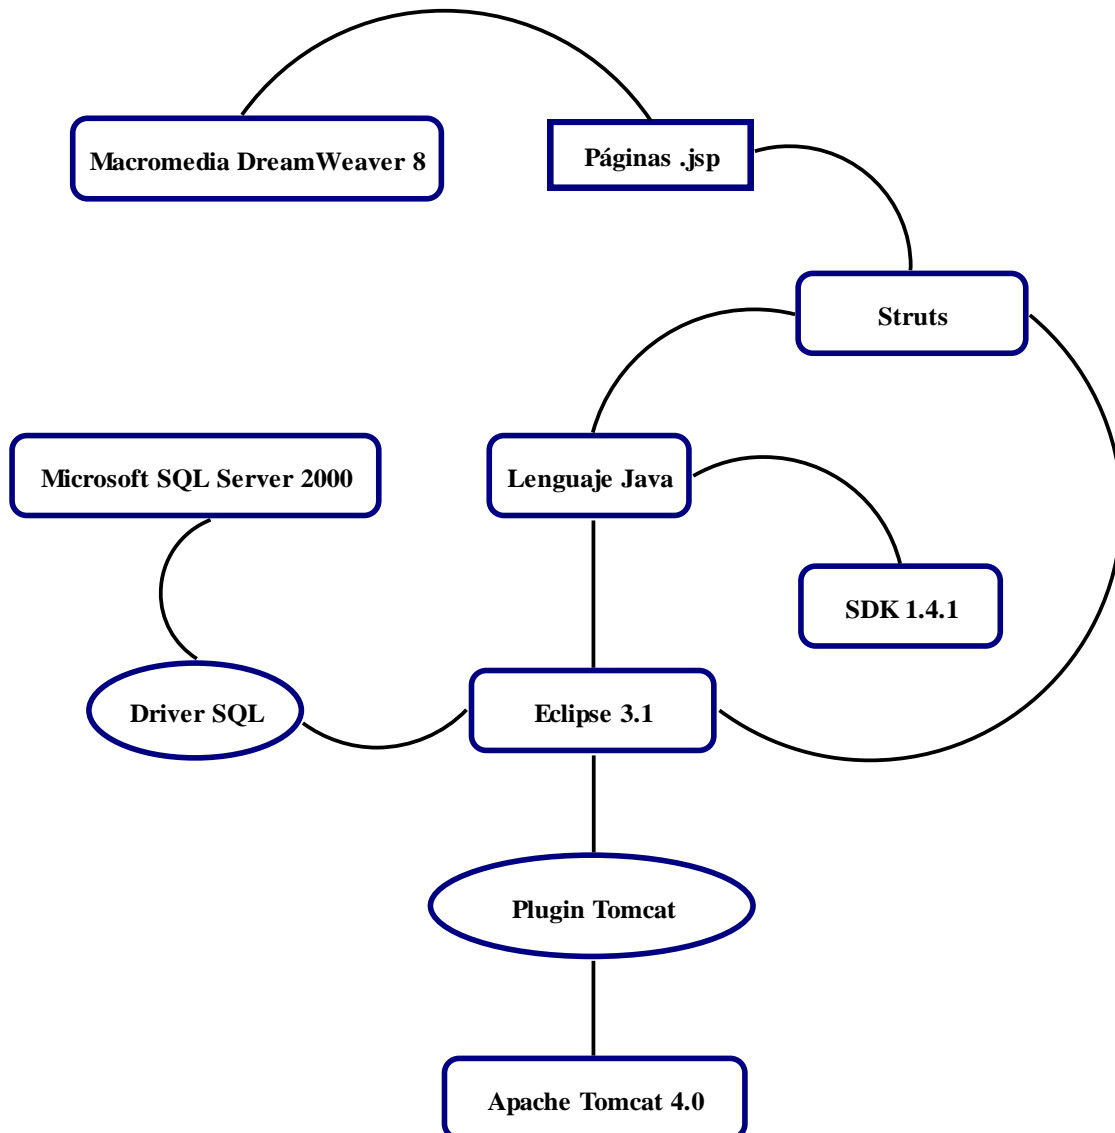 Macromedia DreamWeaver 8
Páginas .jsp
Struts
Microsoft SQL Server 2000
Lenguaje Java
SDK 1.4.1
Driver SQL
Eclipse 3.1
Plugin Tomcat
Apache Tomcat 4.0